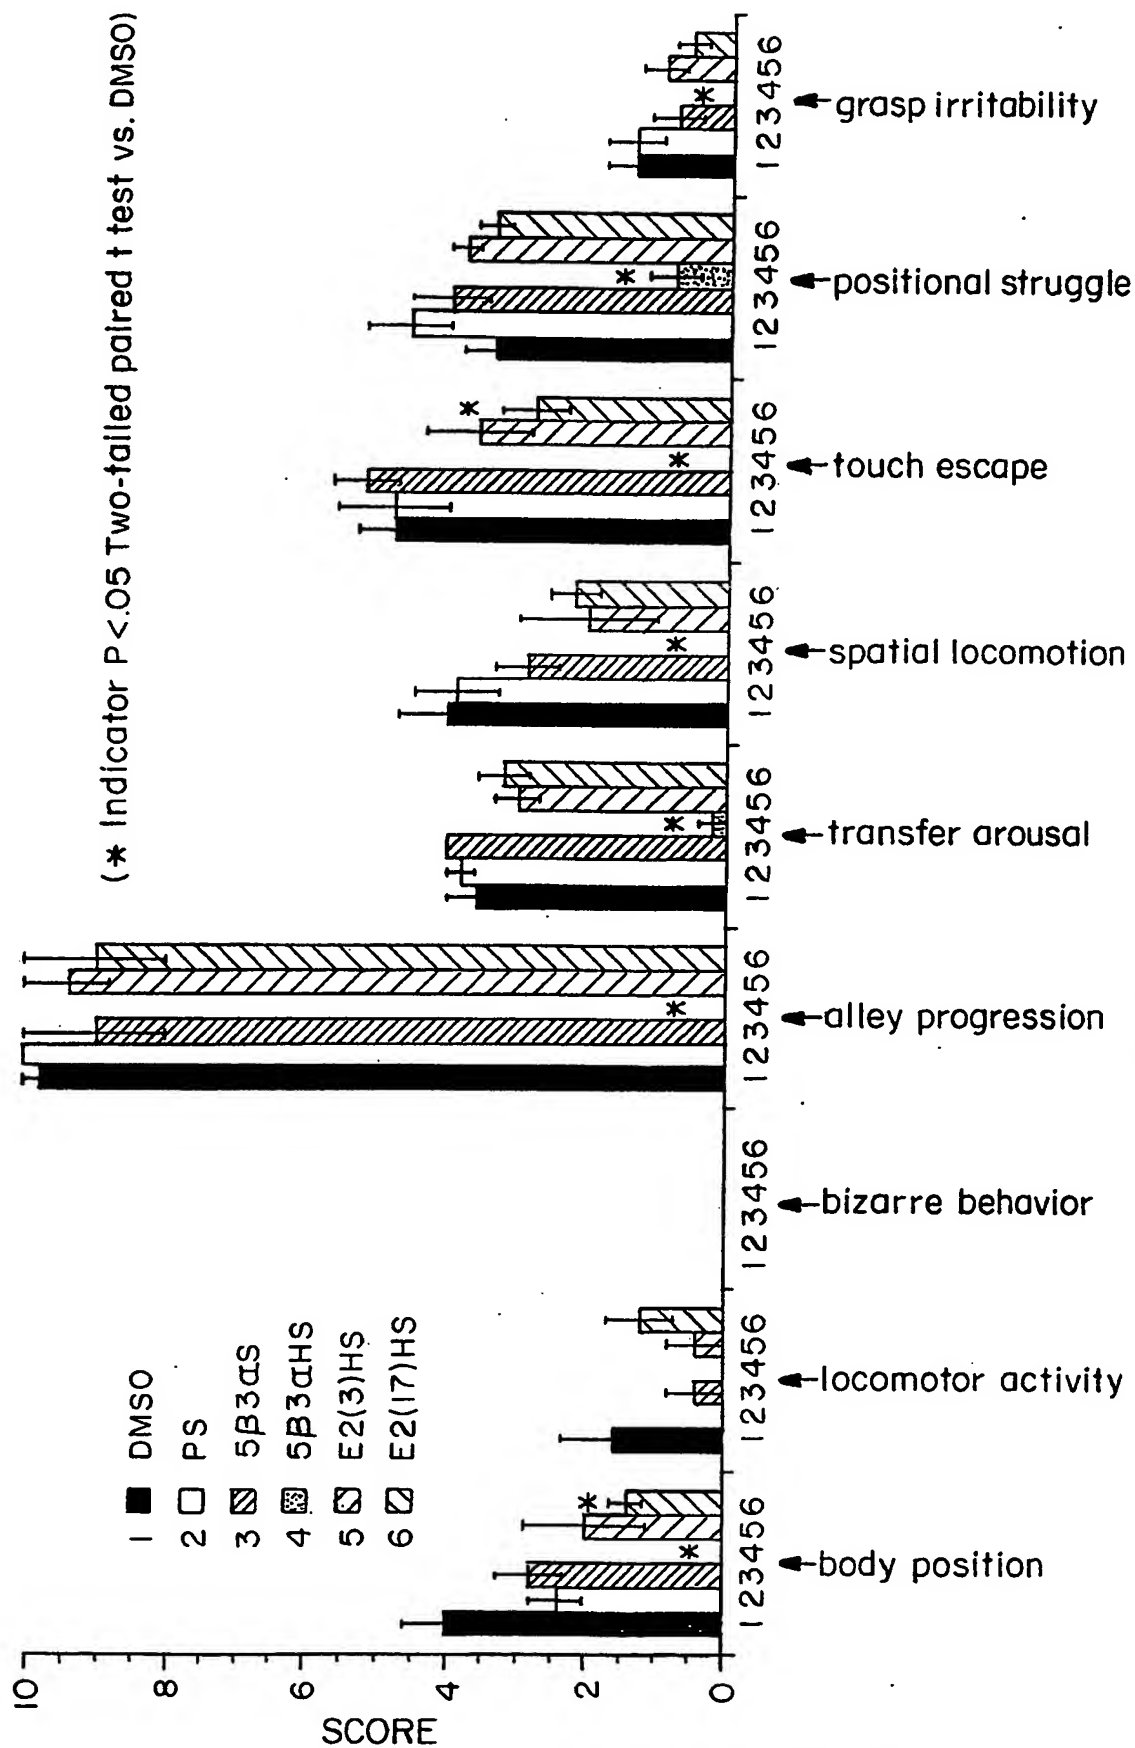 (* Indicator P <.05 Two-tailed paired t test vs. DMSO)
1 DMSO
2 PS
3 5β3αS
4 5β3αHS
5 E2(3)HS
6 E2(17)HS
SCORE
10
8
6
4
2
0
123456
123456
123456
123456
123456
123456
123456
123456
123456
body position
locomotor activity
bizarre behavior
alley progression
transfer arousal
spatial locomotion
touch escape
positional struggle
grasp irritability